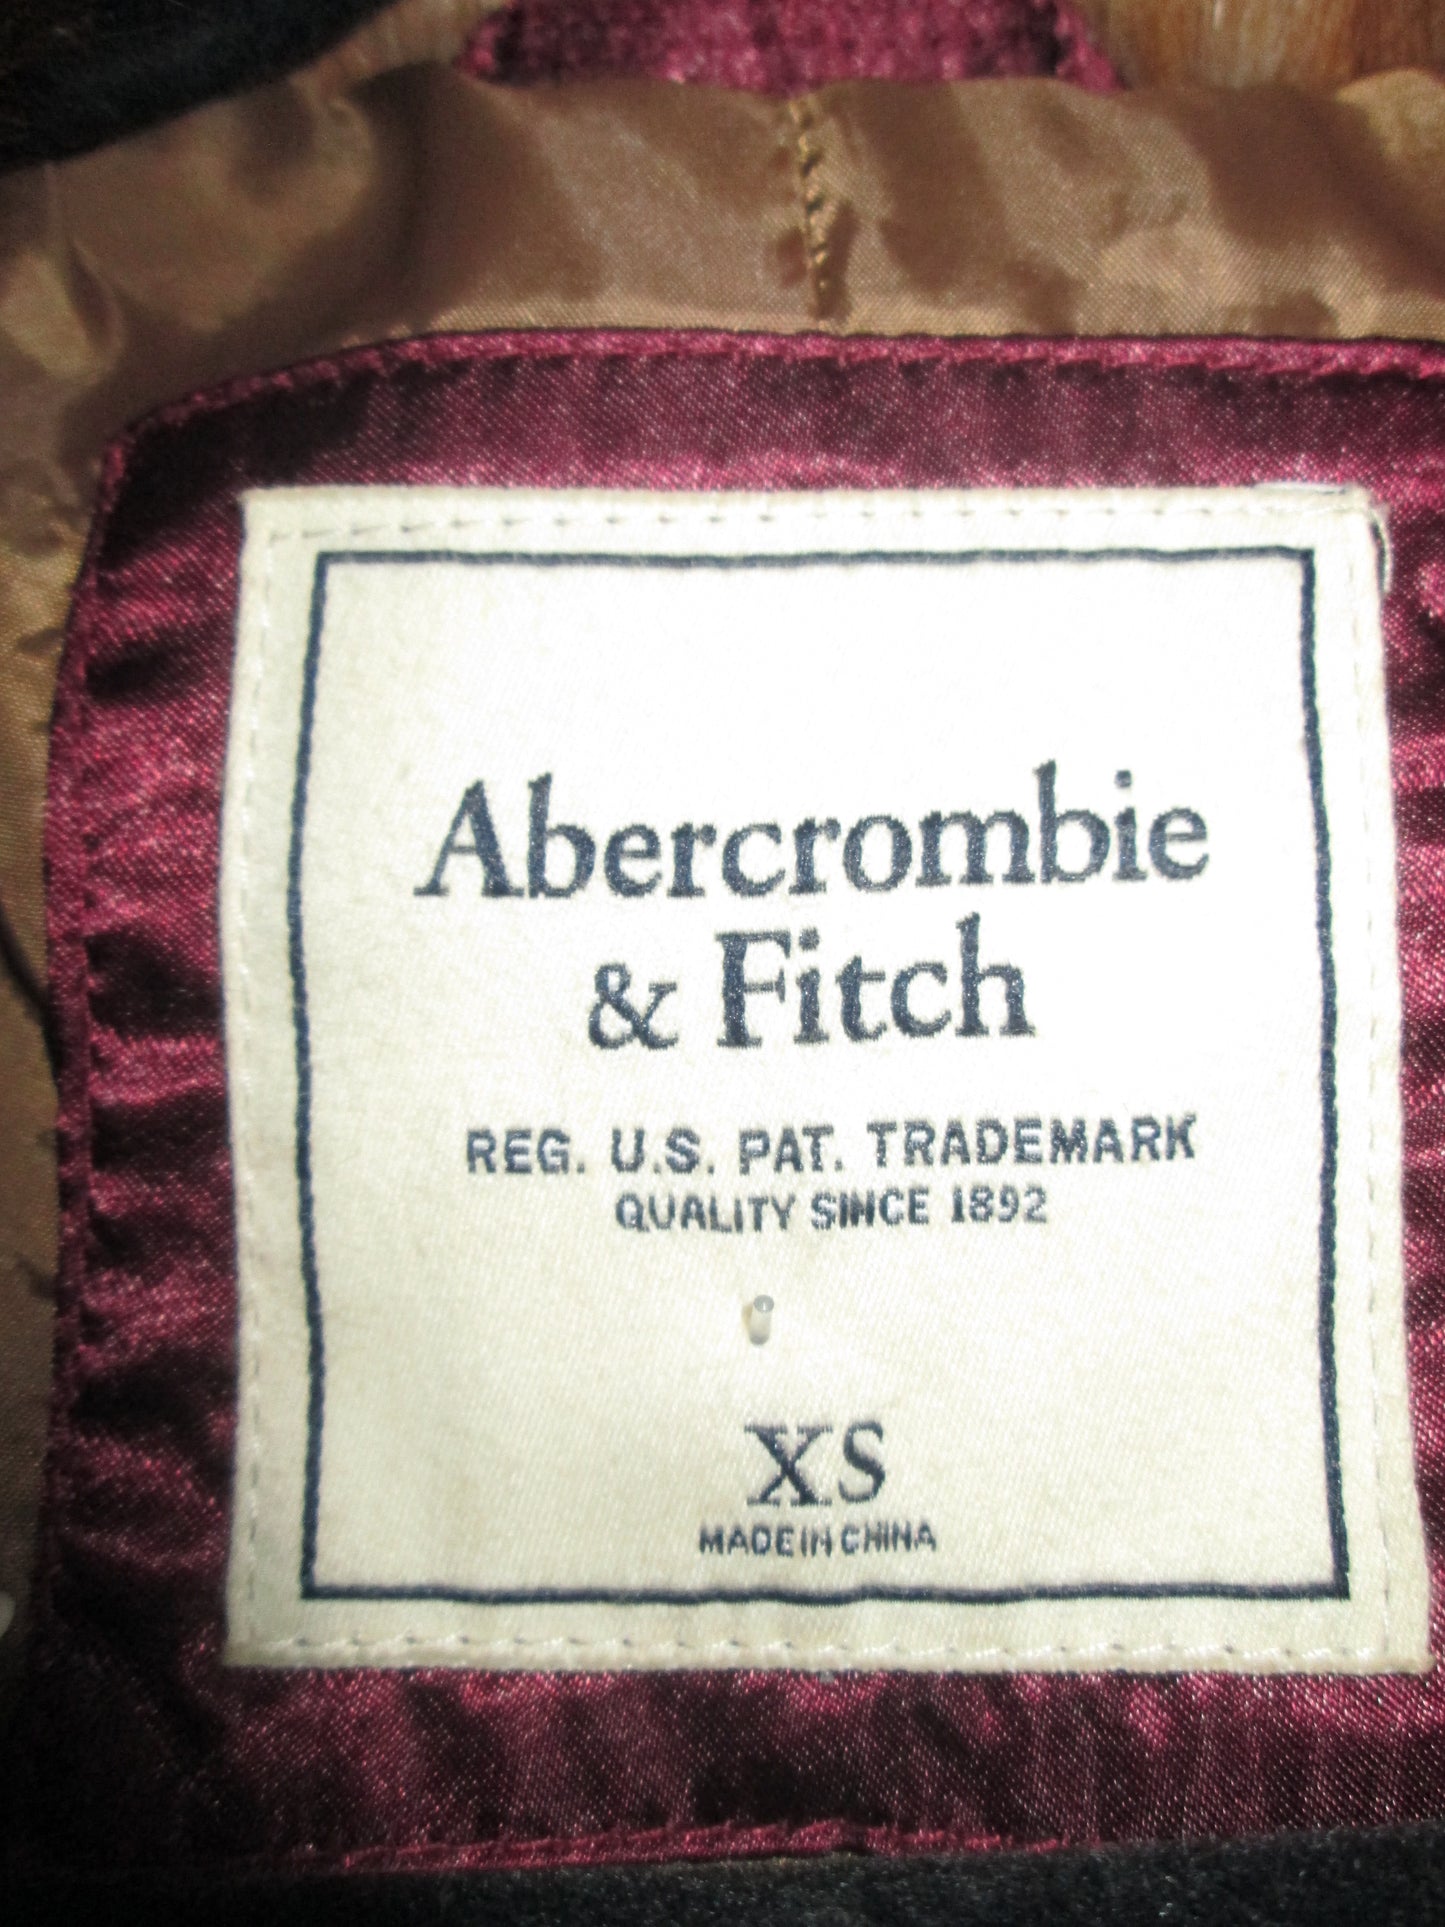 Abercrombie
& Fitch
REG. U.S. PAT. TRADEMARK
QUALITY SINCE 1892
XS
MADE IN CHINA